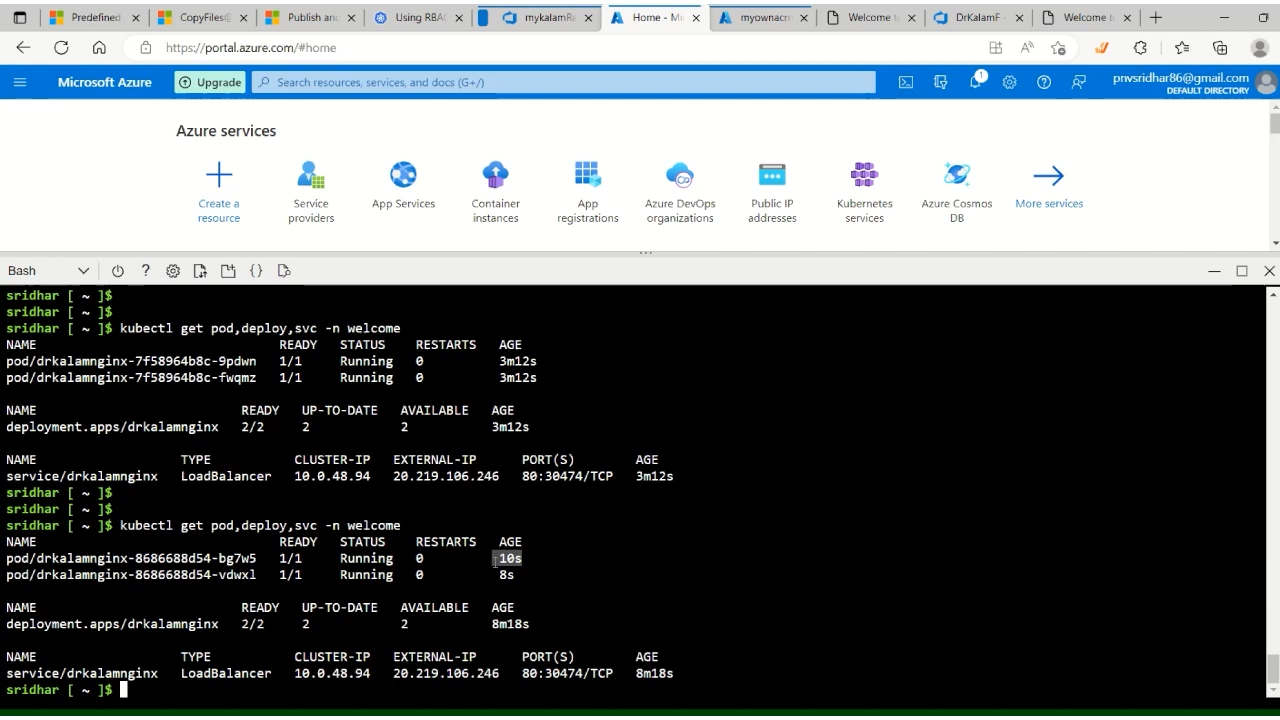 Predefined
CopyFiles@
Publish and
Using RBAC
mykalamRe
Home - Mi
myownacr
Welcome t
DrKalamF -
Welcome t
https://portal.azure.com/#home
Microsoft Azure
Upgrade
Search resources, services, and docs (G+/)
1
pnvsridhar86@gmail.com
DEFAULT DIRECTORY
Azure services
Create a resource
Service providers
App Services
Container instances
App registrations
Azure DevOps organizations
Public IP addresses
Kubernetes services
Azure Cosmos DB
More services
Bash
sridhar [ ~ ]$
sridhar [ ~ ]$
sridhar [ ~ ]$ kubectl get pod,deploy,svc -n welcome
NAME READY STATUS RESTARTS AGE
pod/drkalamnginx-7f58964b8c-9pdwn 1/1 Running 0 3m12s
pod/drkalamnginx-7f58964b8c-fwqmz 1/1 Running 0 3m12s
NAME READY UP-TO-DATE AVAILABLE AGE
deployment.apps/drkalamnginx 2/2 2 2 3m12s
NAME TYPE CLUSTER-IP EXTERNAL-IP PORT(S) AGE
service/drkalamnginx LoadBalancer 10.0.48.94 20.219.106.246 80:30474/TCP 3m12s
sridhar [ ~ ]$
sridhar [ ~ ]$
sridhar [ ~ ]$ kubectl get pod,deploy,svc -n welcome
NAME READY STATUS RESTARTS AGE
pod/drkalamnginx-8686688d54-bg7w5 1/1 Running 0 10s
pod/drkalamnginx-8686688d54-vdwxl 1/1 Running 0 8s
NAME READY UP-TO-DATE AVAILABLE AGE
deployment.apps/drkalamnginx 2/2 2 2 8m18s
NAME TYPE CLUSTER-IP EXTERNAL-IP PORT(S) AGE
service/drkalamnginx LoadBalancer 10.0.48.94 20.219.106.246 80:30474/TCP 8m18s
sridhar [ ~ ]$